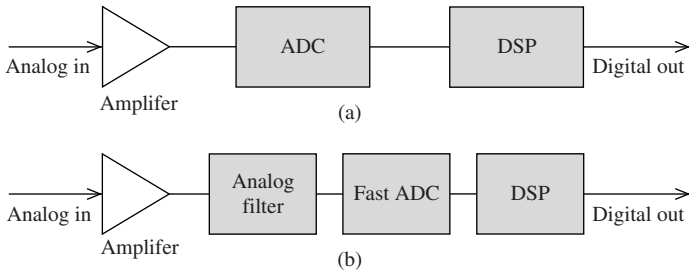 ADC
DSP
Analog in
Digital out
Amplifer
(a)
Analog
filter
Fast ADC
DSP
Analog in
Digital out
Amplifer
(b)